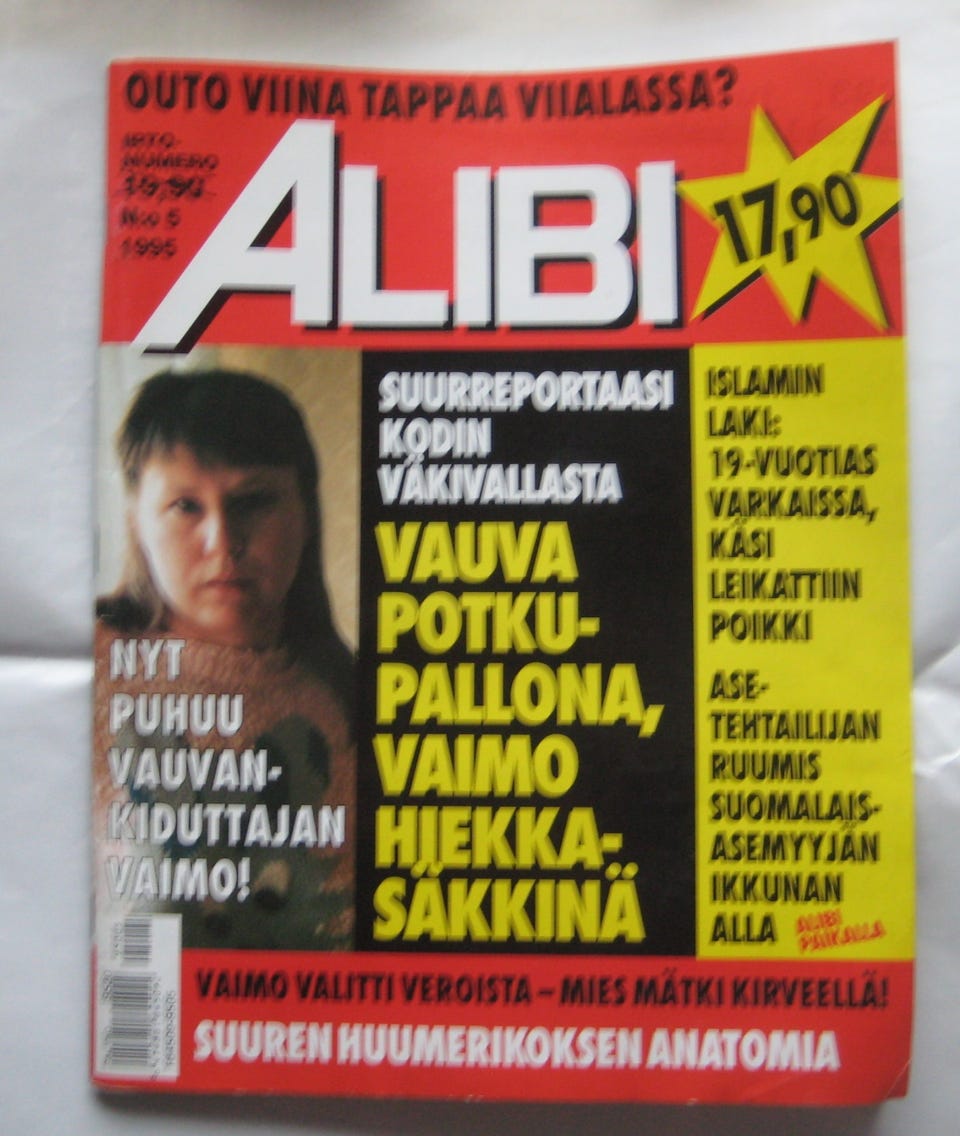 OUTO VIINA TAPPAA VIIALASSA?
IRTO-
NUMERO
19,90
N:o 5
1995
ALIBI
17,90
SUURREPORTAASI
KODIN
VÄKIVALLASTA
VAUVA
POTKU-
PALLONA,
VAIMO
HIEKKA-
SÄKKINÄ
NYT
PUHUU
VAUVAN-
KIDUTTAJAN
VAIMO!
ISLAMIN
LAKI:
19-VUOTIAS
VARKAISSA,
KÄSI
LEIKATTIIN
POIKKI
ASE-
TEHTAILIJAN
RUUMIS
SUOMALAIS-
ASEMYYJÄN
IKKUNAN
ALLA
ALIBI
PAIKALLA
VAIMO VALITTI VEROISTA – MIES MÄTKI KIRVEELLÄ!
SUUREN HUUMERIKOKSEN ANATOMIA